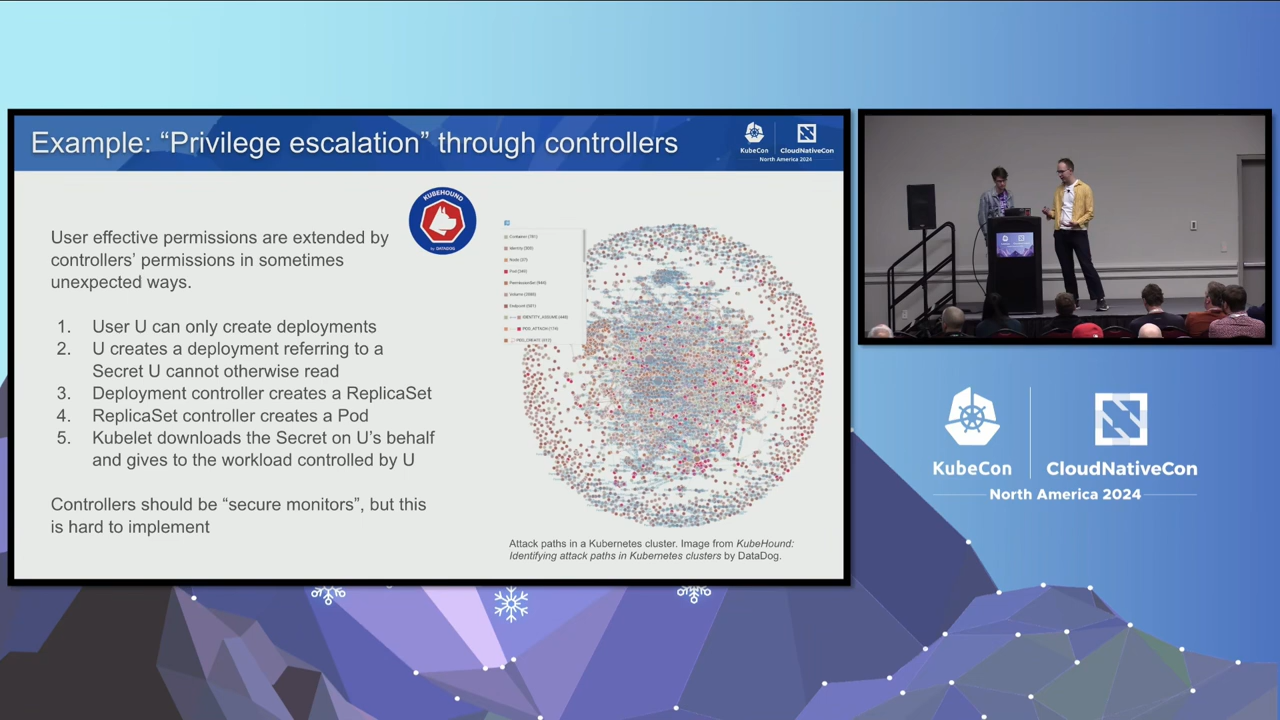 Example: “Privilege escalation” through controllers
KubeCon
CloudNativeCon
North America 2024
KUBEHOUND
by DATADOG
User effective permissions are extended by
controllers’ permissions in sometimes
unexpected ways.
1. User U can only create deployments
2. U creates a deployment referring to a
Secret U cannot otherwise read
3. Deployment controller creates a ReplicaSet
4. ReplicaSet controller creates a Pod
5. Kubelet downloads the Secret on U’s behalf
and gives to the workload controlled by U
Controllers should be “secure monitors”, but this
is hard to implement
Attack paths in a Kubernetes cluster. Image from KubeHound:
Identifying attack paths in Kubernetes clusters by DataDog.
KubeCon
CloudNativeCon
North America 2024